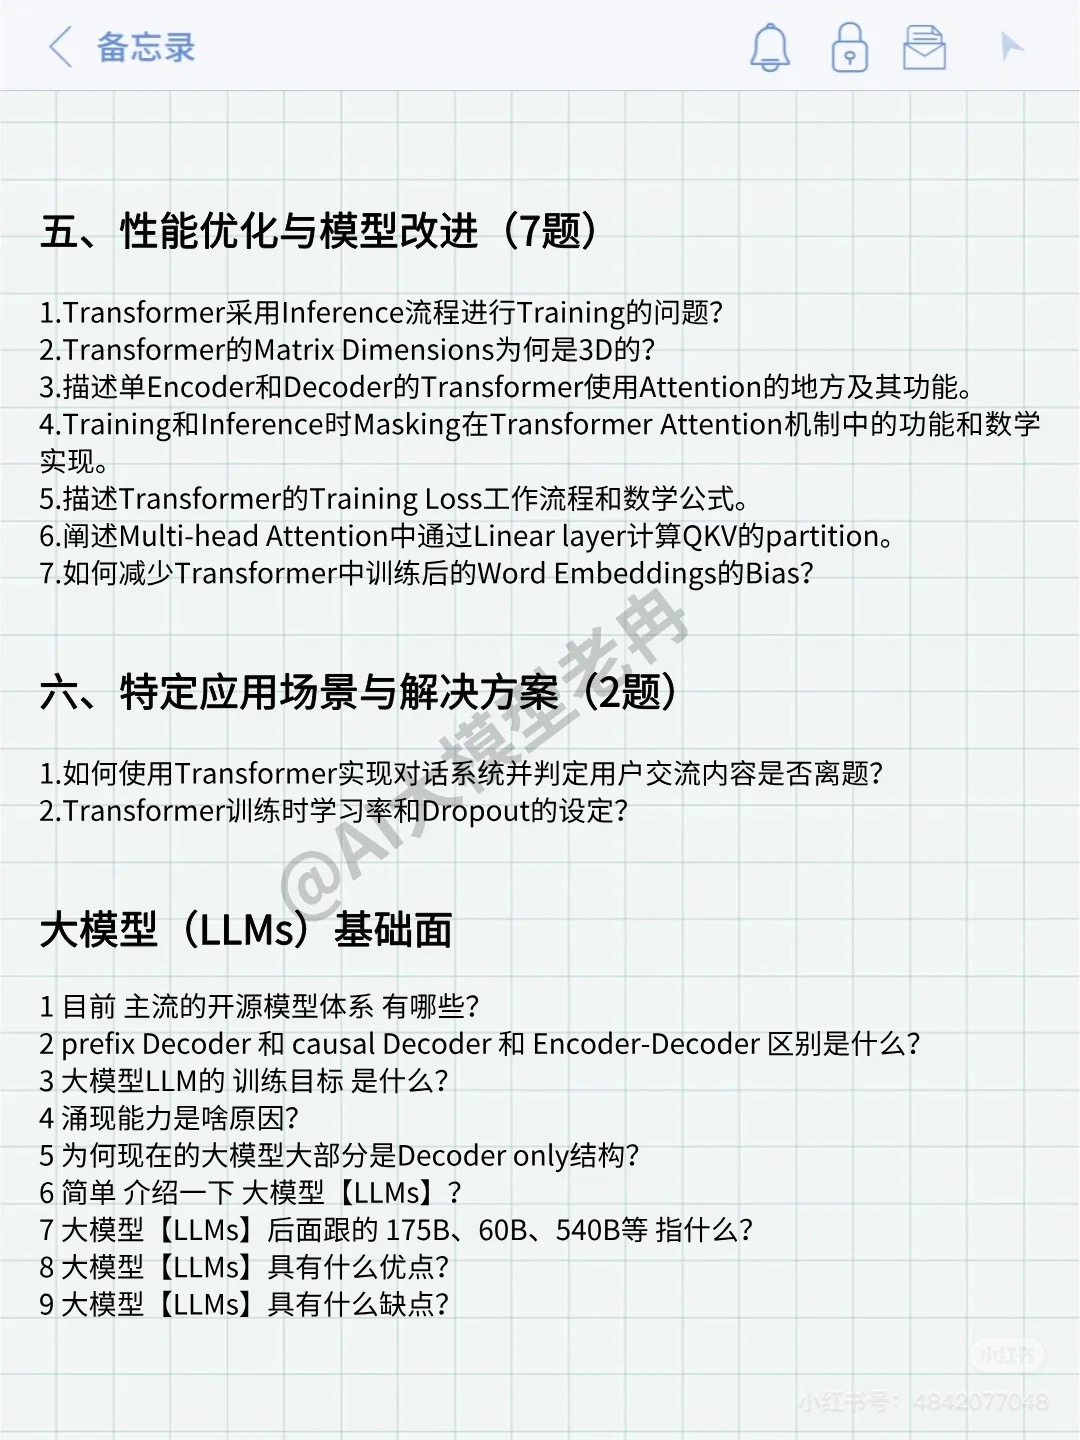 备忘录
五、性能优化与模型改进（7题）
1.Transformer采用Inference流程进行Training的问题？
2.Transformer的Matrix Dimensions为何是3D的？
3.描述单Encoder和Decoder的Transformer使用Attention的地方及其功能。
4.Training和Inference时Masking在Transformer Attention机制中的功能和数学
实现。
5.描述Transformer的Training Loss工作流程和数学公式。
6.阐述Multi-head Attention中通过Linear layer计算QKV的partition。
7.如何减少Transformer中训练后的Word Embeddings的Bias？
六、特定应用场景与解决方案（2题）
1.如何使用Transformer实现对话系统并判定用户交流内容是否离题？
2.Transformer训练时学习率和Dropout的设定？
@AI大模型老冉
大模型（LLMs）基础面
1 目前 主流的开源模型体系 有哪些？
2 prefix Decoder 和 causal Decoder 和 Encoder-Decoder 区别是什么？
3 大模型LLM的 训练目标 是什么？
4 涌现能力是啥原因？
5 为何现在的大模型大部分是Decoder only结构？
6 简单 介绍一下 大模型【LLMs】？
7 大模型【LLMs】后面跟的 175B、60B、540B等 指什么？
8 大模型【LLMs】具有什么优点？
9 大模型【LLMs】具有什么缺点？
小红书
小红书号：4842077048